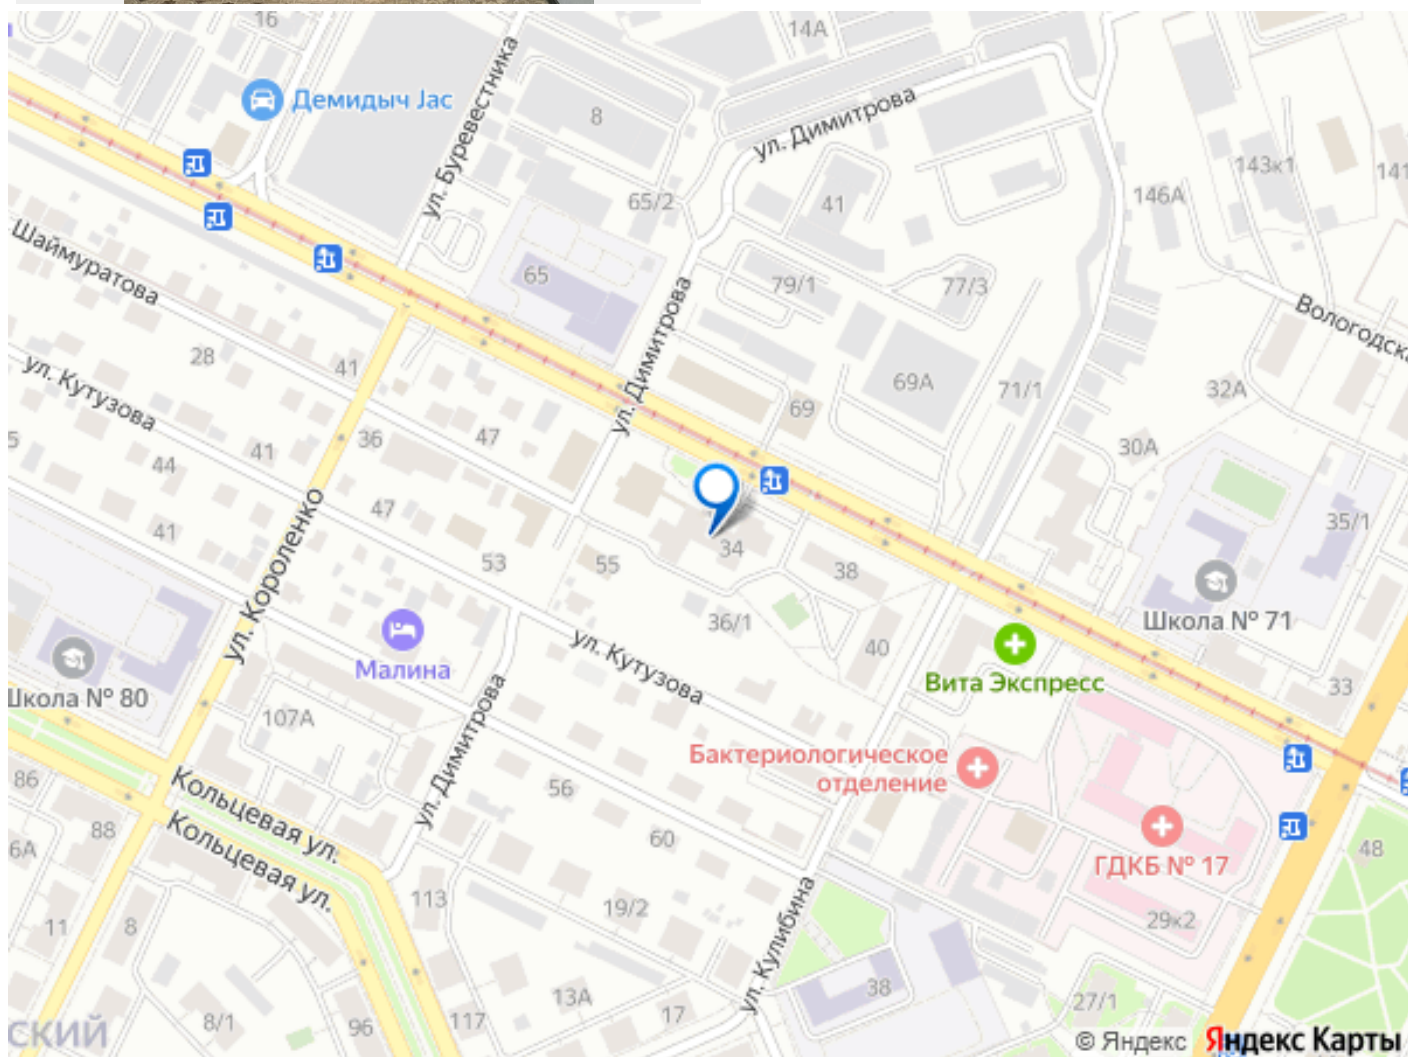 16
14А
Демидыч Jac
ул. Буревестника
8
ул. Димитрова
143к1
141
146А
65/2
41
Шаймуратова
65
79/1
77/3
Вологодска
ул. Димитрова
28
41
ул. Кутузова
69А
71/1
32А
69
36
47
41
44
30А
5
47
35/1
41
ул. Короленко
53
55
34
38
Школа № 71
36/1
Малина
ул. Кутузова
40
Вита Экспресс
33
Школа № 80
107А
ул. Димитрова
Бактериологическое
отделение
86
Кольцевая ул.
56
88
Кольцевая ул.
60
6А
48
ГДКБ № 17
113
19/2
ул. Кулибина
29к2
11
8
38
13А
27/1
8/1
96
117
17
ский
© Яндекс Яндекс Карты